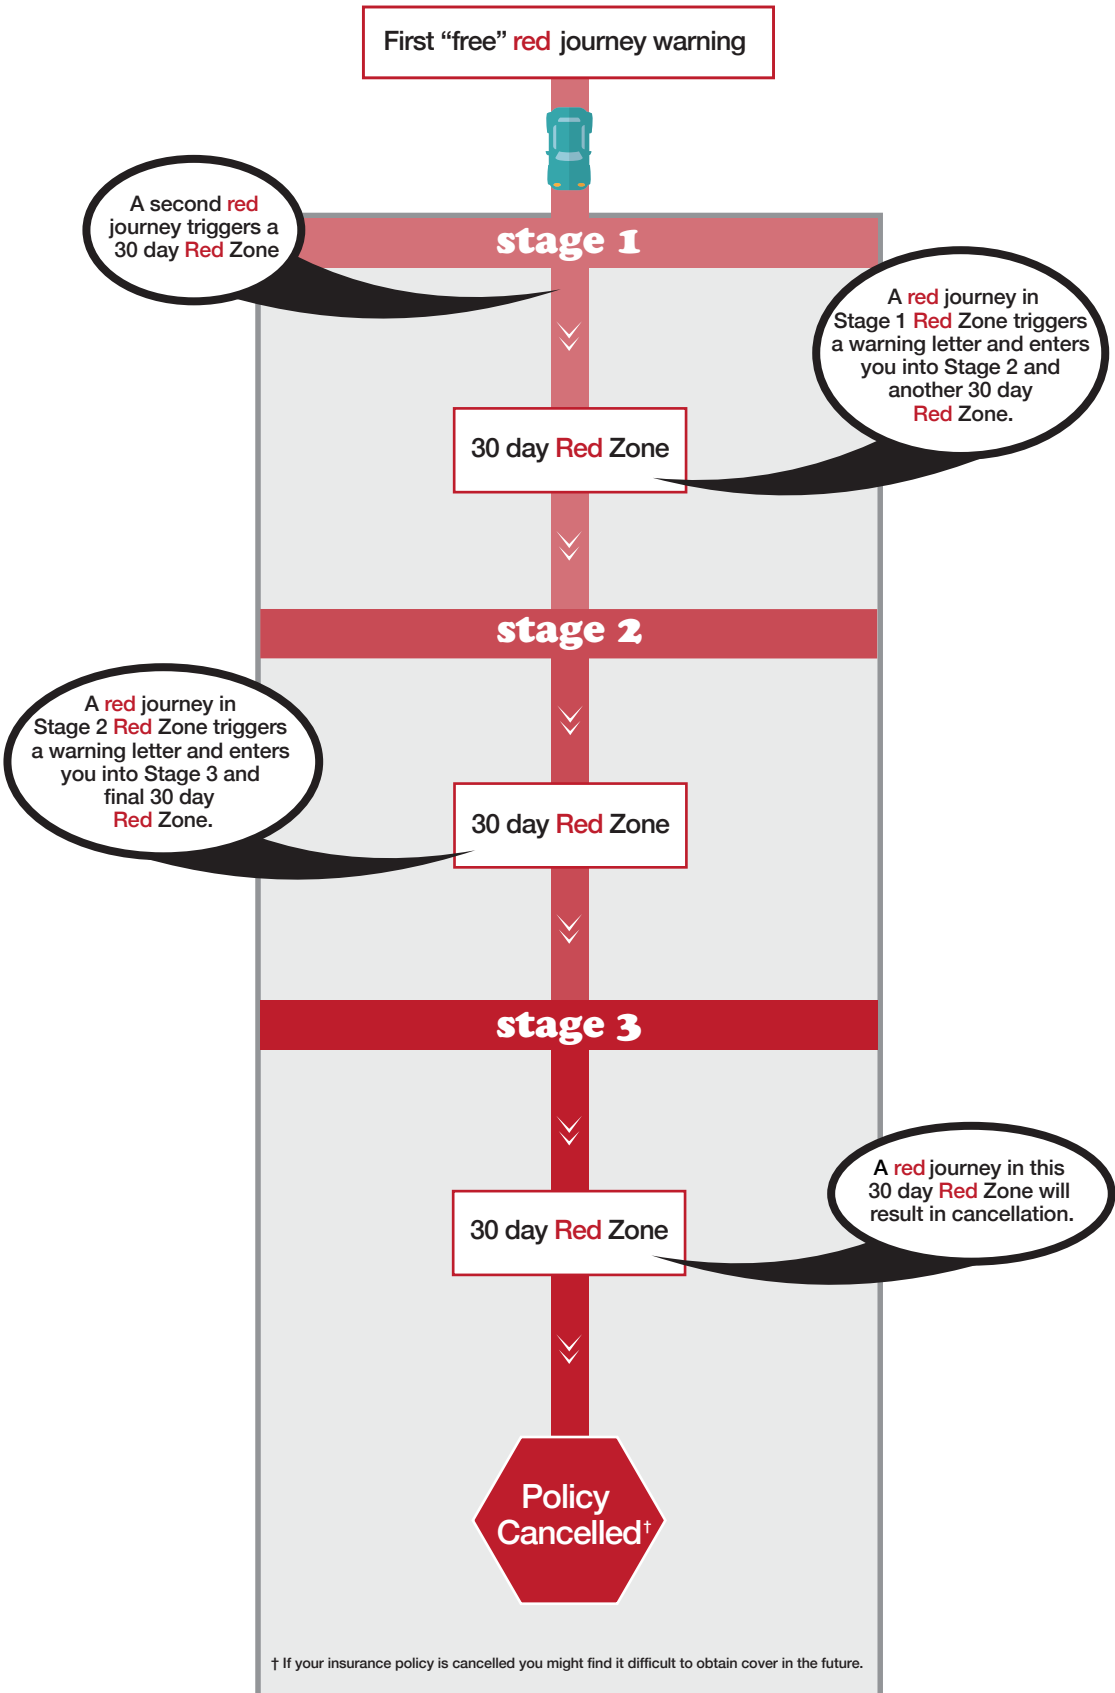 First “free” red journey warning
A second red
journey triggers a
30 day Red Zone
stage 1
A red journey in
Stage 1 Red Zone triggers
a warning letter and enters
you into Stage 2 and
another 30 day
Red Zone.
30 day Red Zone
stage 2
A red journey in
Stage 2 Red Zone triggers
a warning letter and enters
you into Stage 3 and
final 30 day
Red Zone.
30 day Red Zone
stage 3
A red journey in this
30 day Red Zone will
result in cancellation.
30 day Red Zone
Policy
Cancelled†
† If your insurance policy is cancelled you might find it difficult to obtain cover in the future.